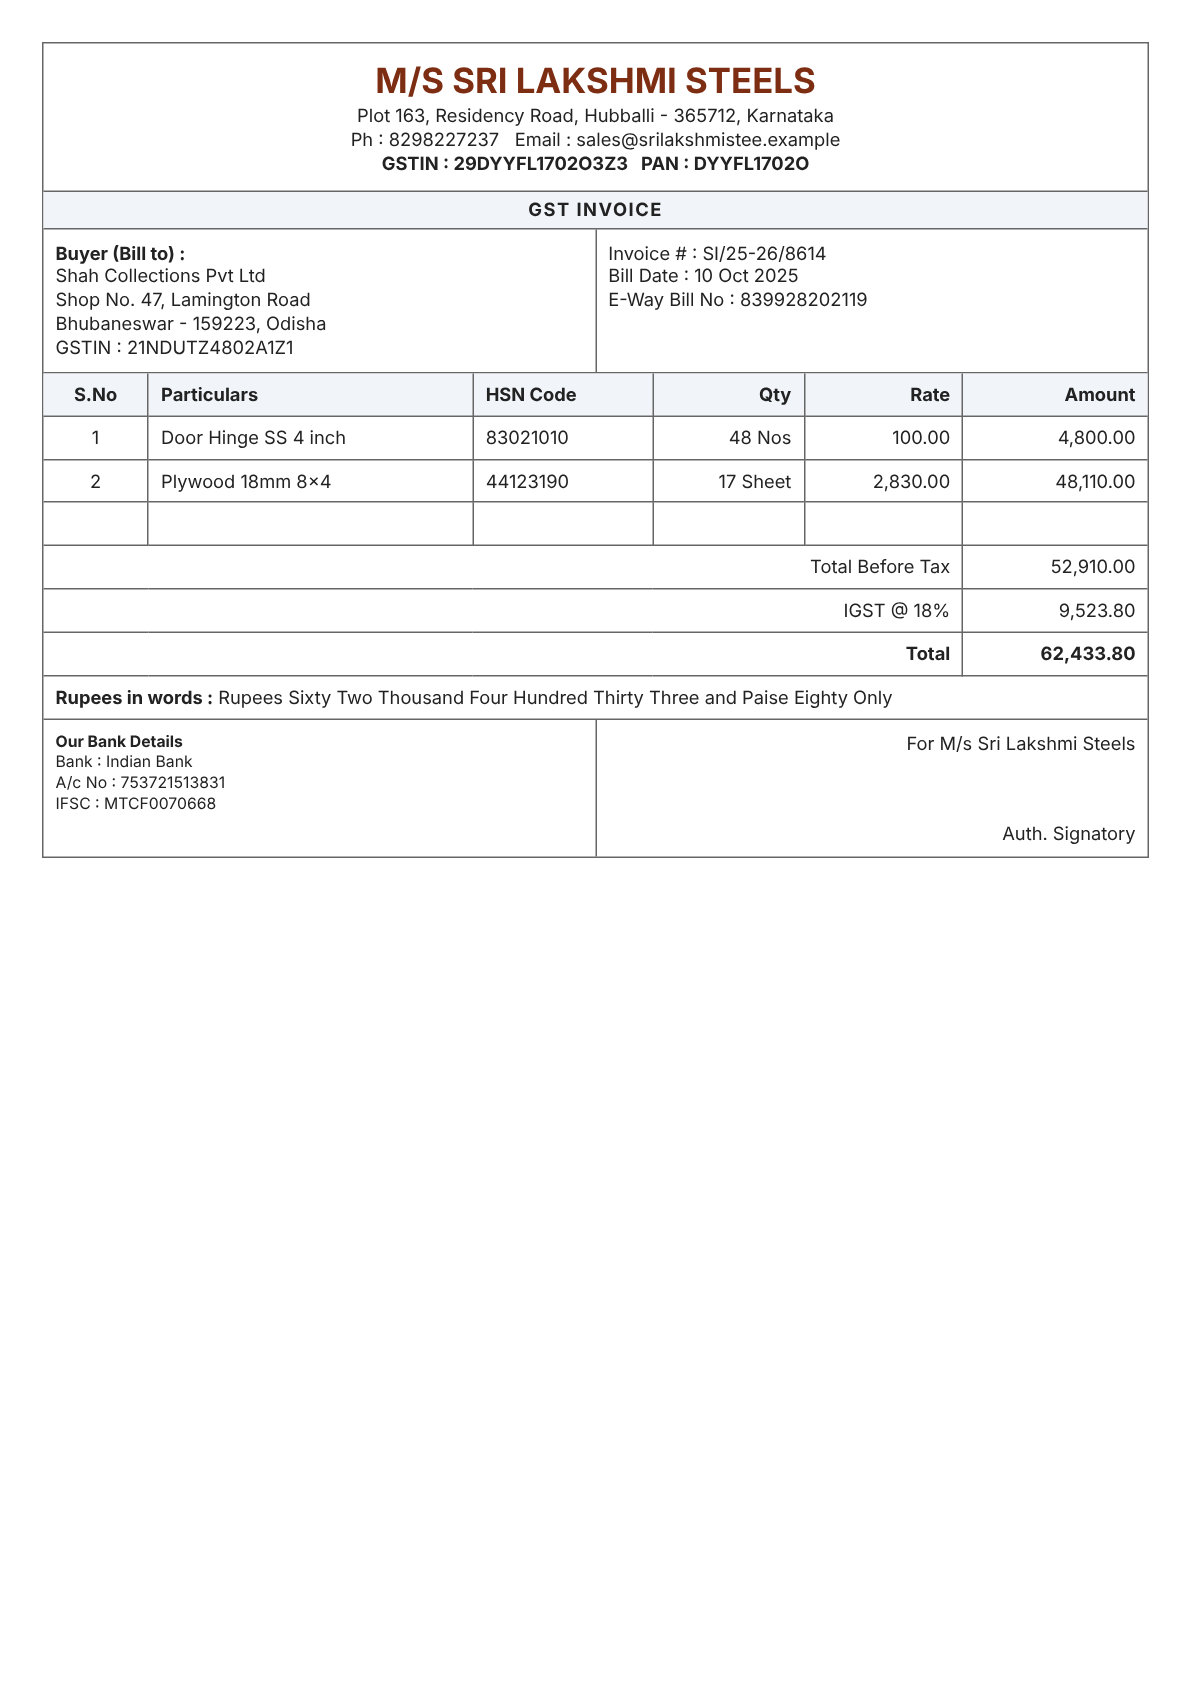 M/S SRI LAKSHMI STEELS
Plot 163, Residency Road, Hubballi - 365712, Karnataka
Ph : 8298227237 Email : sales@srilakshmistee.example
GSTIN : 29DYYFL1702O3Z3 PAN : DYYFL1702O
GST INVOICE
Buyer (Bill to) :
Shah Collections Pvt Ltd
Shop No. 47, Lamington Road
Bhubaneswar - 159223, Odisha
GSTIN : 21NDUTZ4802A1Z1
Invoice # : SI/25-26/8614
Bill Date : 10 Oct 2025
E-Way Bill No : 839928202119
S.No Particulars HSN Code Qty Rate Amount
1 Door Hinge SS 4 inch 83021010 48 Nos 100.00 4,800.00
2 Plywood 18mm 8×4 44123190 17 Sheet 2,830.00 48,110.00
Total Before Tax 52,910.00
IGST @ 18% 9,523.80
Total 62,433.80
Rupees in words : Rupees Sixty Two Thousand Four Hundred Thirty Three and Paise Eighty Only
Our Bank Details
Bank : Indian Bank
A/c No : 753721513831
IFSC : MTCF0070668
For M/s Sri Lakshmi Steels
Auth. Signatory